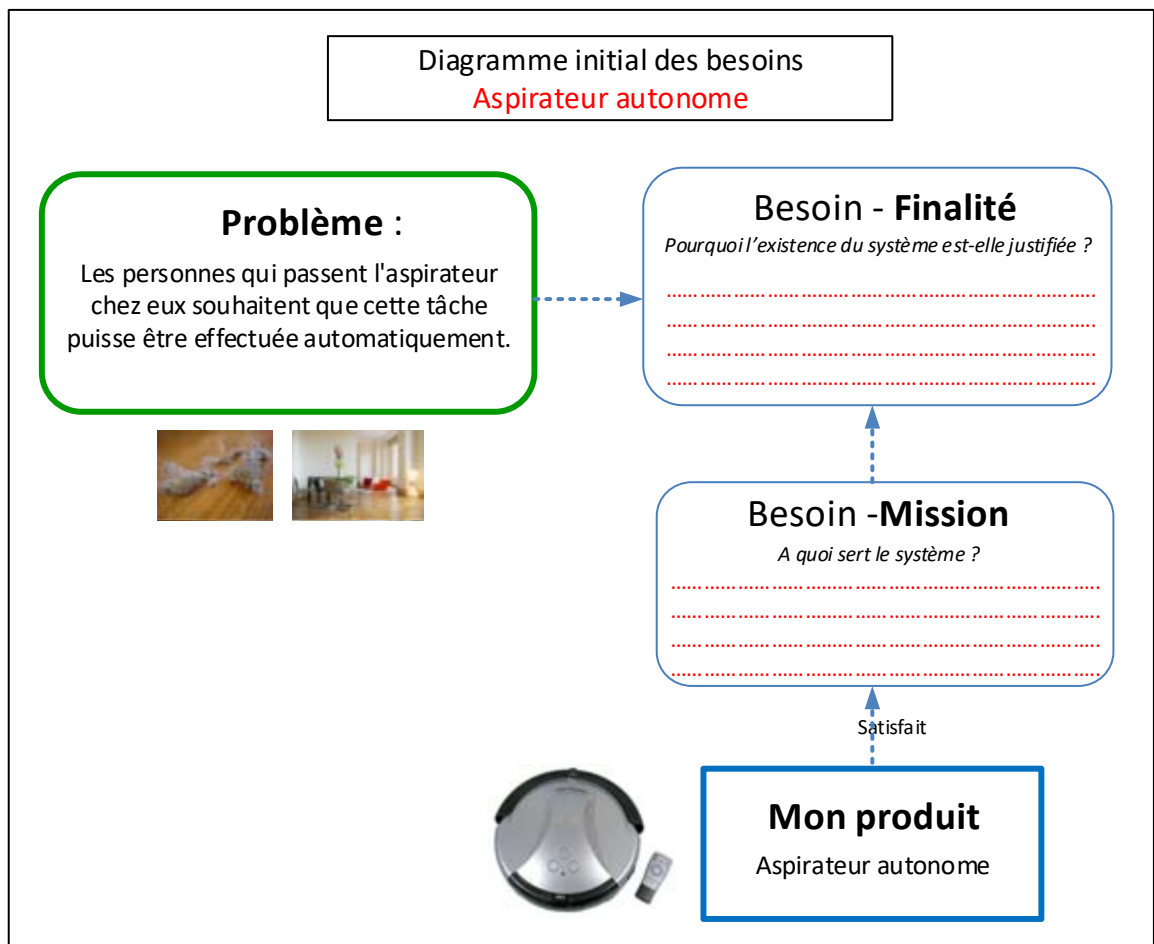 Diagramme initial des besoins
Aspirateur autonome
Problème :
Les personnes qui passent l'aspirateur
chez eux souhaitent que cette tâche
puisse être effectuée automatiquement.
Besoin - Finalité
Pourquoi l'existence du système est-elle justifiée ?
Besoin -Mission
A quoi sert le système ?
Satisfait
Mon produit
Aspirateur autonome